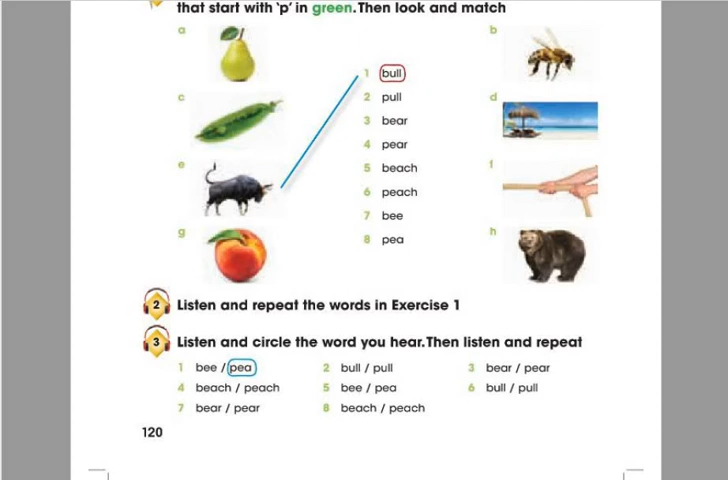 that start with 'p' in green. Then look and match
a
b
1 bull
2 pull
c
d
3 bear
4 pear
e
5 beach
f
6 peach
7 bee
g
h
8 pea
2 Listen and repeat the words in Exercise 1
3 Listen and circle the word you hear. Then listen and repeat
1 bee / pea 2 bull / pull 3 bear / pear
4 beach / peach 5 bee / pea 6 bull / pull
7 bear / pear 8 beach / peach
120